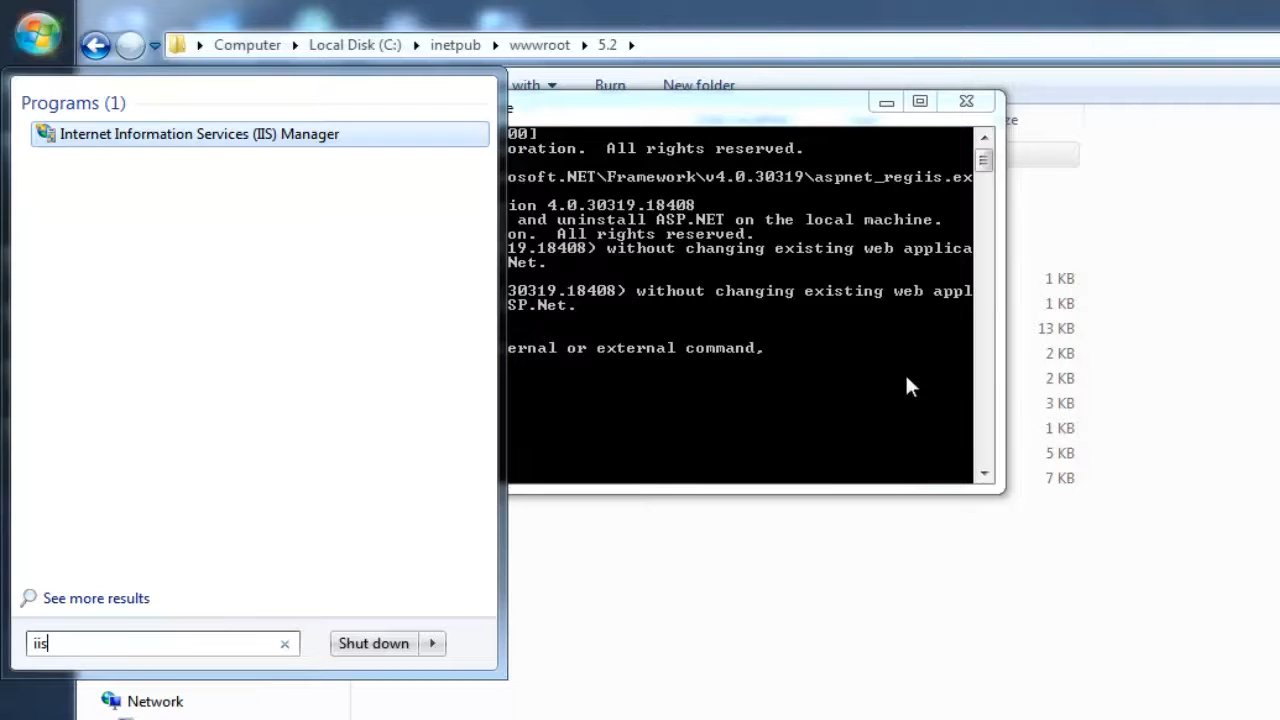 Computer
Local Disk (C:)
inetpub
wwwroot
5.2
with
Burn
New folder
Programs (1)
Internet Information Services (IIS) Manager
00]
oration. All rights reserved.
osoft.NET\Framework\v4.0.30319\aspnet_regiis.ex
ion 4.0.30319.18408
and uninstall ASP.NET on the local machine.
on. All rights reserved.
19.18408) without changing existing web applica
Net.
30319.18408) without changing existing web appl
SP.Net.
ernal or external command,
ze
1 KB
1 KB
13 KB
2 KB
2 KB
3 KB
1 KB
5 KB
7 KB
See more results
iis
Shut down
Network